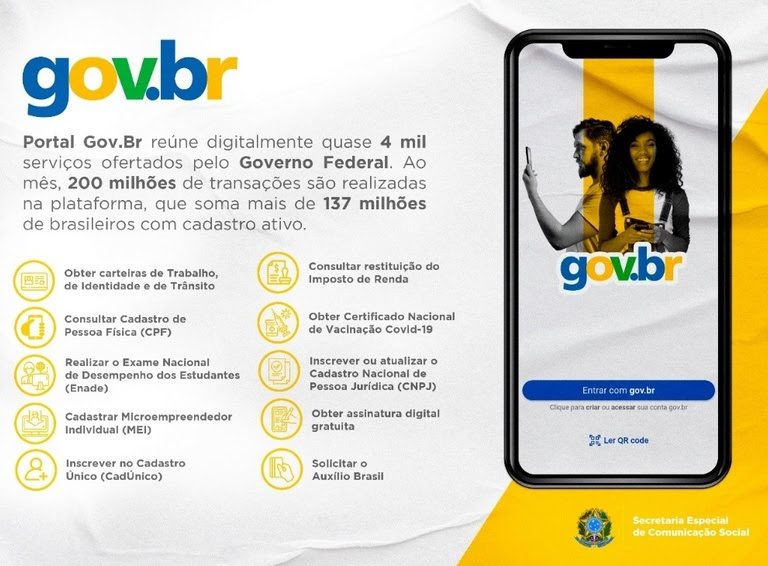 gov.br
Portal Gov.Br reúne digitalmente quase 4 mil
serviços ofertados pelo Governo Federal. Ao
mês, 200 milhões de transações são realizadas
na plataforma, que soma mais de 137 milhões
de brasileiros com cadastro ativo.
Obter carteiras de Trabalho,
de Identidade e de Trânsito
Consultar Cadastro de
Pessoa Física (CPF)
Realizar o Exame Nacional
de Desempenho dos Estudantes
(Enade)
Cadastrar Microempreendedor
Individual (MEI)
Inscrever no Cadastro
Único (CadÚnico)
Consultar restituição do
Imposto de Renda
Obter Certificado Nacional
de Vacinação Covid-19
Inscrever ou atualizar o
Cadastro Nacional de
Pessoa Jurídica (CNPJ)
Obter assinatura digital
gratuita
Solicitar o
Auxílio Brasil
gov.br
Entrar com gov.br
Clique para criar ou acessar sua conta gov.br
Ler QR code
Secretaria Especial
de Comunicação Social